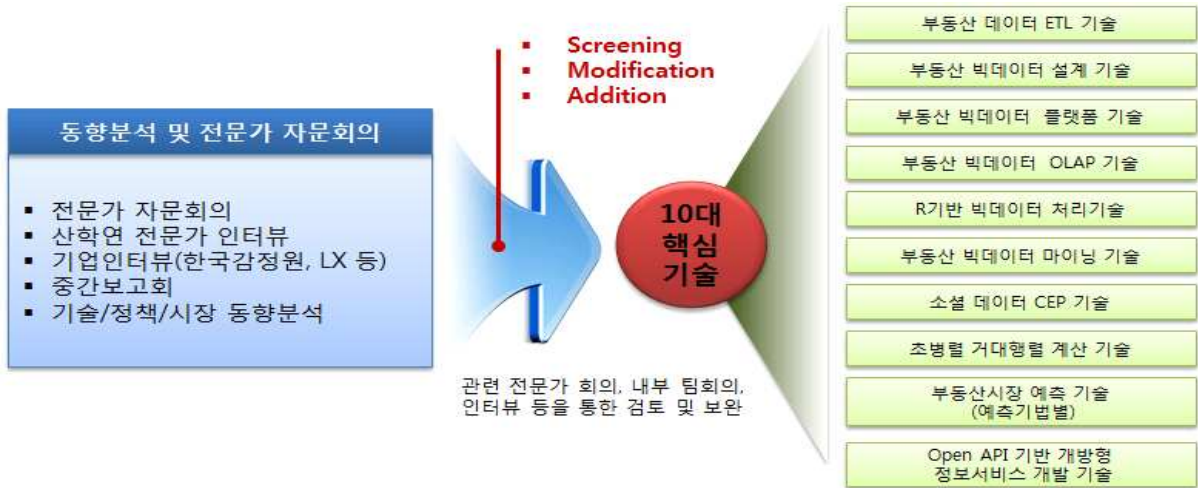 동향분석 및 전문가 자문회의
▪ 전문가 자문회의
▪ 산학연 전문가 인터뷰
▪ 기업인터뷰(한국감정원, LX 등)
▪ 중간보고회
▪ 기술/정책/시장 동향분석
▪ Screening
▪ Modification
▪ Addition
관련 전문가 회의, 내부 팀회의,
인터뷰 등을 통한 검토 및 보완
10대
핵심
기술
부동산 데이터 ETL 기술
부동산 빅데이터 설계 기술
부동산 빅데이터 플랫폼 기술
부동산 빅데이터 OLAP 기술
R기반 빅데이터 처리기술
부동산 빅데이터 마이닝 기술
소셜 데이터 CEP 기술
초병렬 거대행렬 계산 기술
부동산시장 예측 기술
(예측기법별)
Open API 기반 개방형
정보서비스 개발 기술